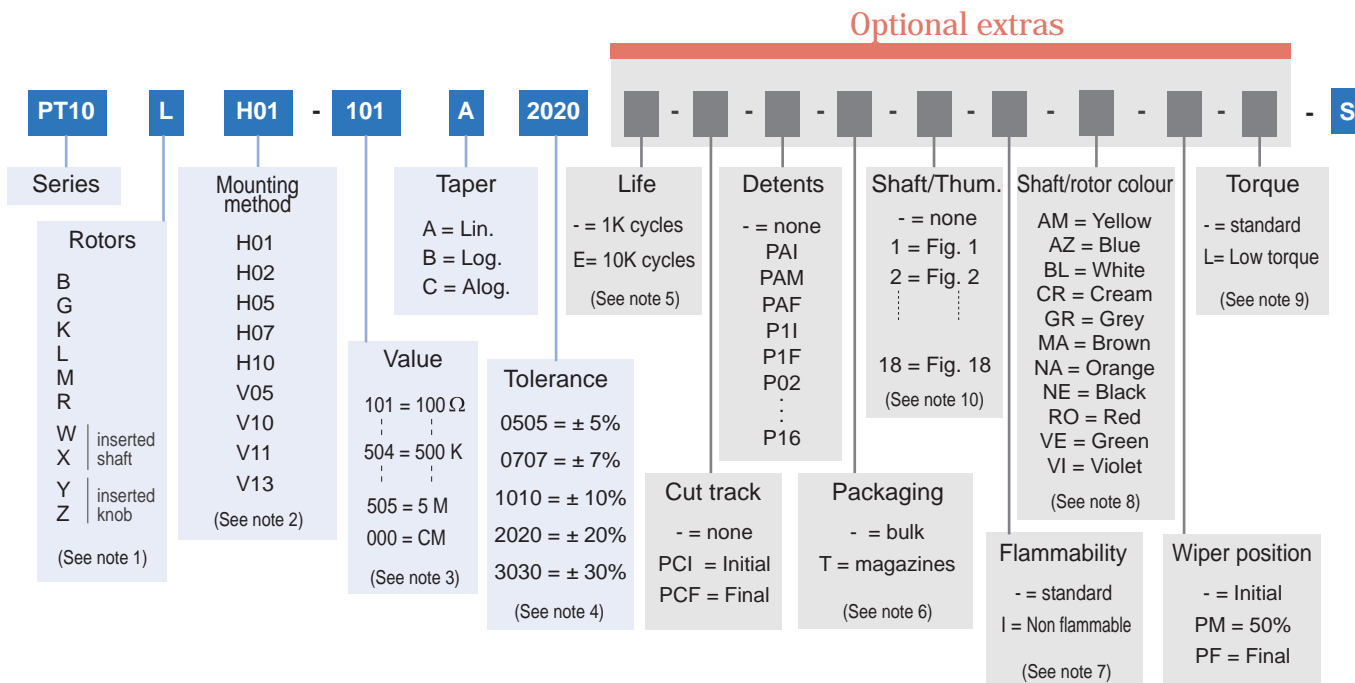 Optional extras
PT10 L H01 - 101 A 2020 - - - - - - - - - S
Series
Rotors
B
G
K
L
M
R
W
X
inserted
shaft
Y
Z
inserted
knob
(See note 1)
Mounting
method
H01
H02
H05
H07
H10
V05
V10
V11
V13
(See note 2)
Value
101 = 100 Ω
504 = 500 K
505 = 5 M
000 = CM
(See note 3)
Taper
A = Lin.
B = Log.
C = Alog.
Tolerance
0505 = ± 5%
0707 = ± 7%
1010 = ± 10%
2020 = ± 20%
3030 = ± 30%
(See note 4)
Life
- = 1K cycles
E= 10K cycles
(See note 5)
Cut track
- = none
PCI = Initial
PCF = Final
Detents
- = none
PAI
PAM
PAF
P1I
P1F
P02
:
P16
Packaging
- = bulk
T = magazines
(See note 6)
Shaft/Thum.
- = none
1 = Fig. 1
2 = Fig. 2
18 = Fig. 18
(See note 10)
Flammability
- = standard
I = Non flammable
(See note 7)
Shaft/rotor colour
AM = Yellow
AZ = Blue
BL = White
CR = Cream
GR = Grey
MA = Brown
NA = Orange
NE = Black
RO = Red
VE = Green
VI = Violet
(See note 8)
Wiper position
- = Initial
PM = 50%
PF = Final
Torque
- = standard
L= Low torque
(See note 9)